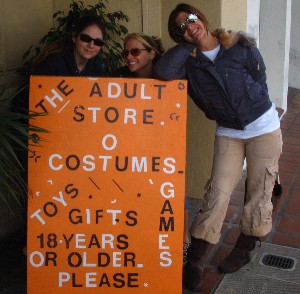 THE ADULT
STORE.
O
COSTUMES.
TOYS.
GIFTS
GAMES
18.YEARS
OR OLDER.
PLEASE.